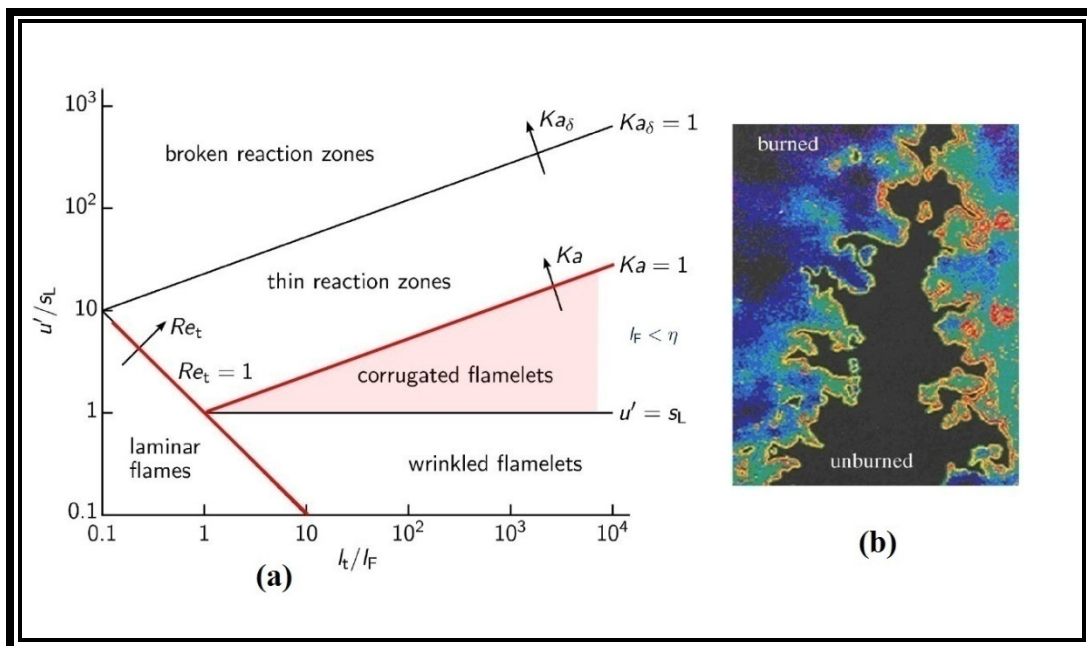 10³
broken reaction zones
Ka_δ
Ka_δ = 1
10²
u'/s_L
thin reaction zones
Ka
Ka = 1
10
Re_t
l_F < η
Re_t = 1
corrugated flamelets
1
u' = s_L
laminar
flames
wrinkled flamelets
0.1
0.1
1
10
10²
10³
10⁴
l_t/l_F
(a)
burned
unburned
(b)